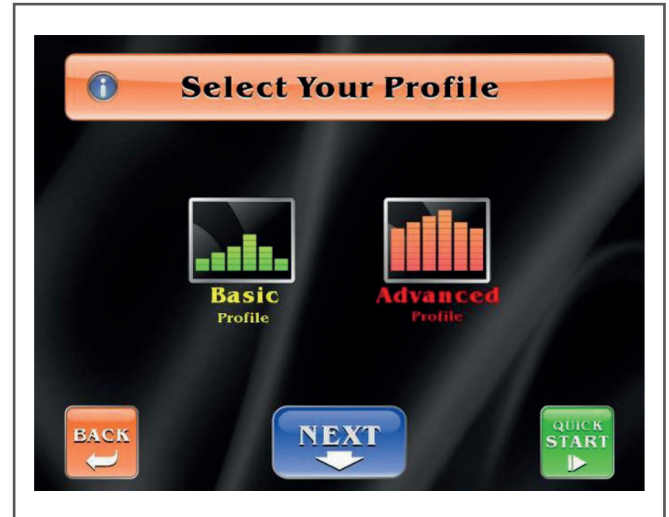 Select Your Profile
Basic
Profile
Advanced
Profile
BACK
NEXT
QUICK
START